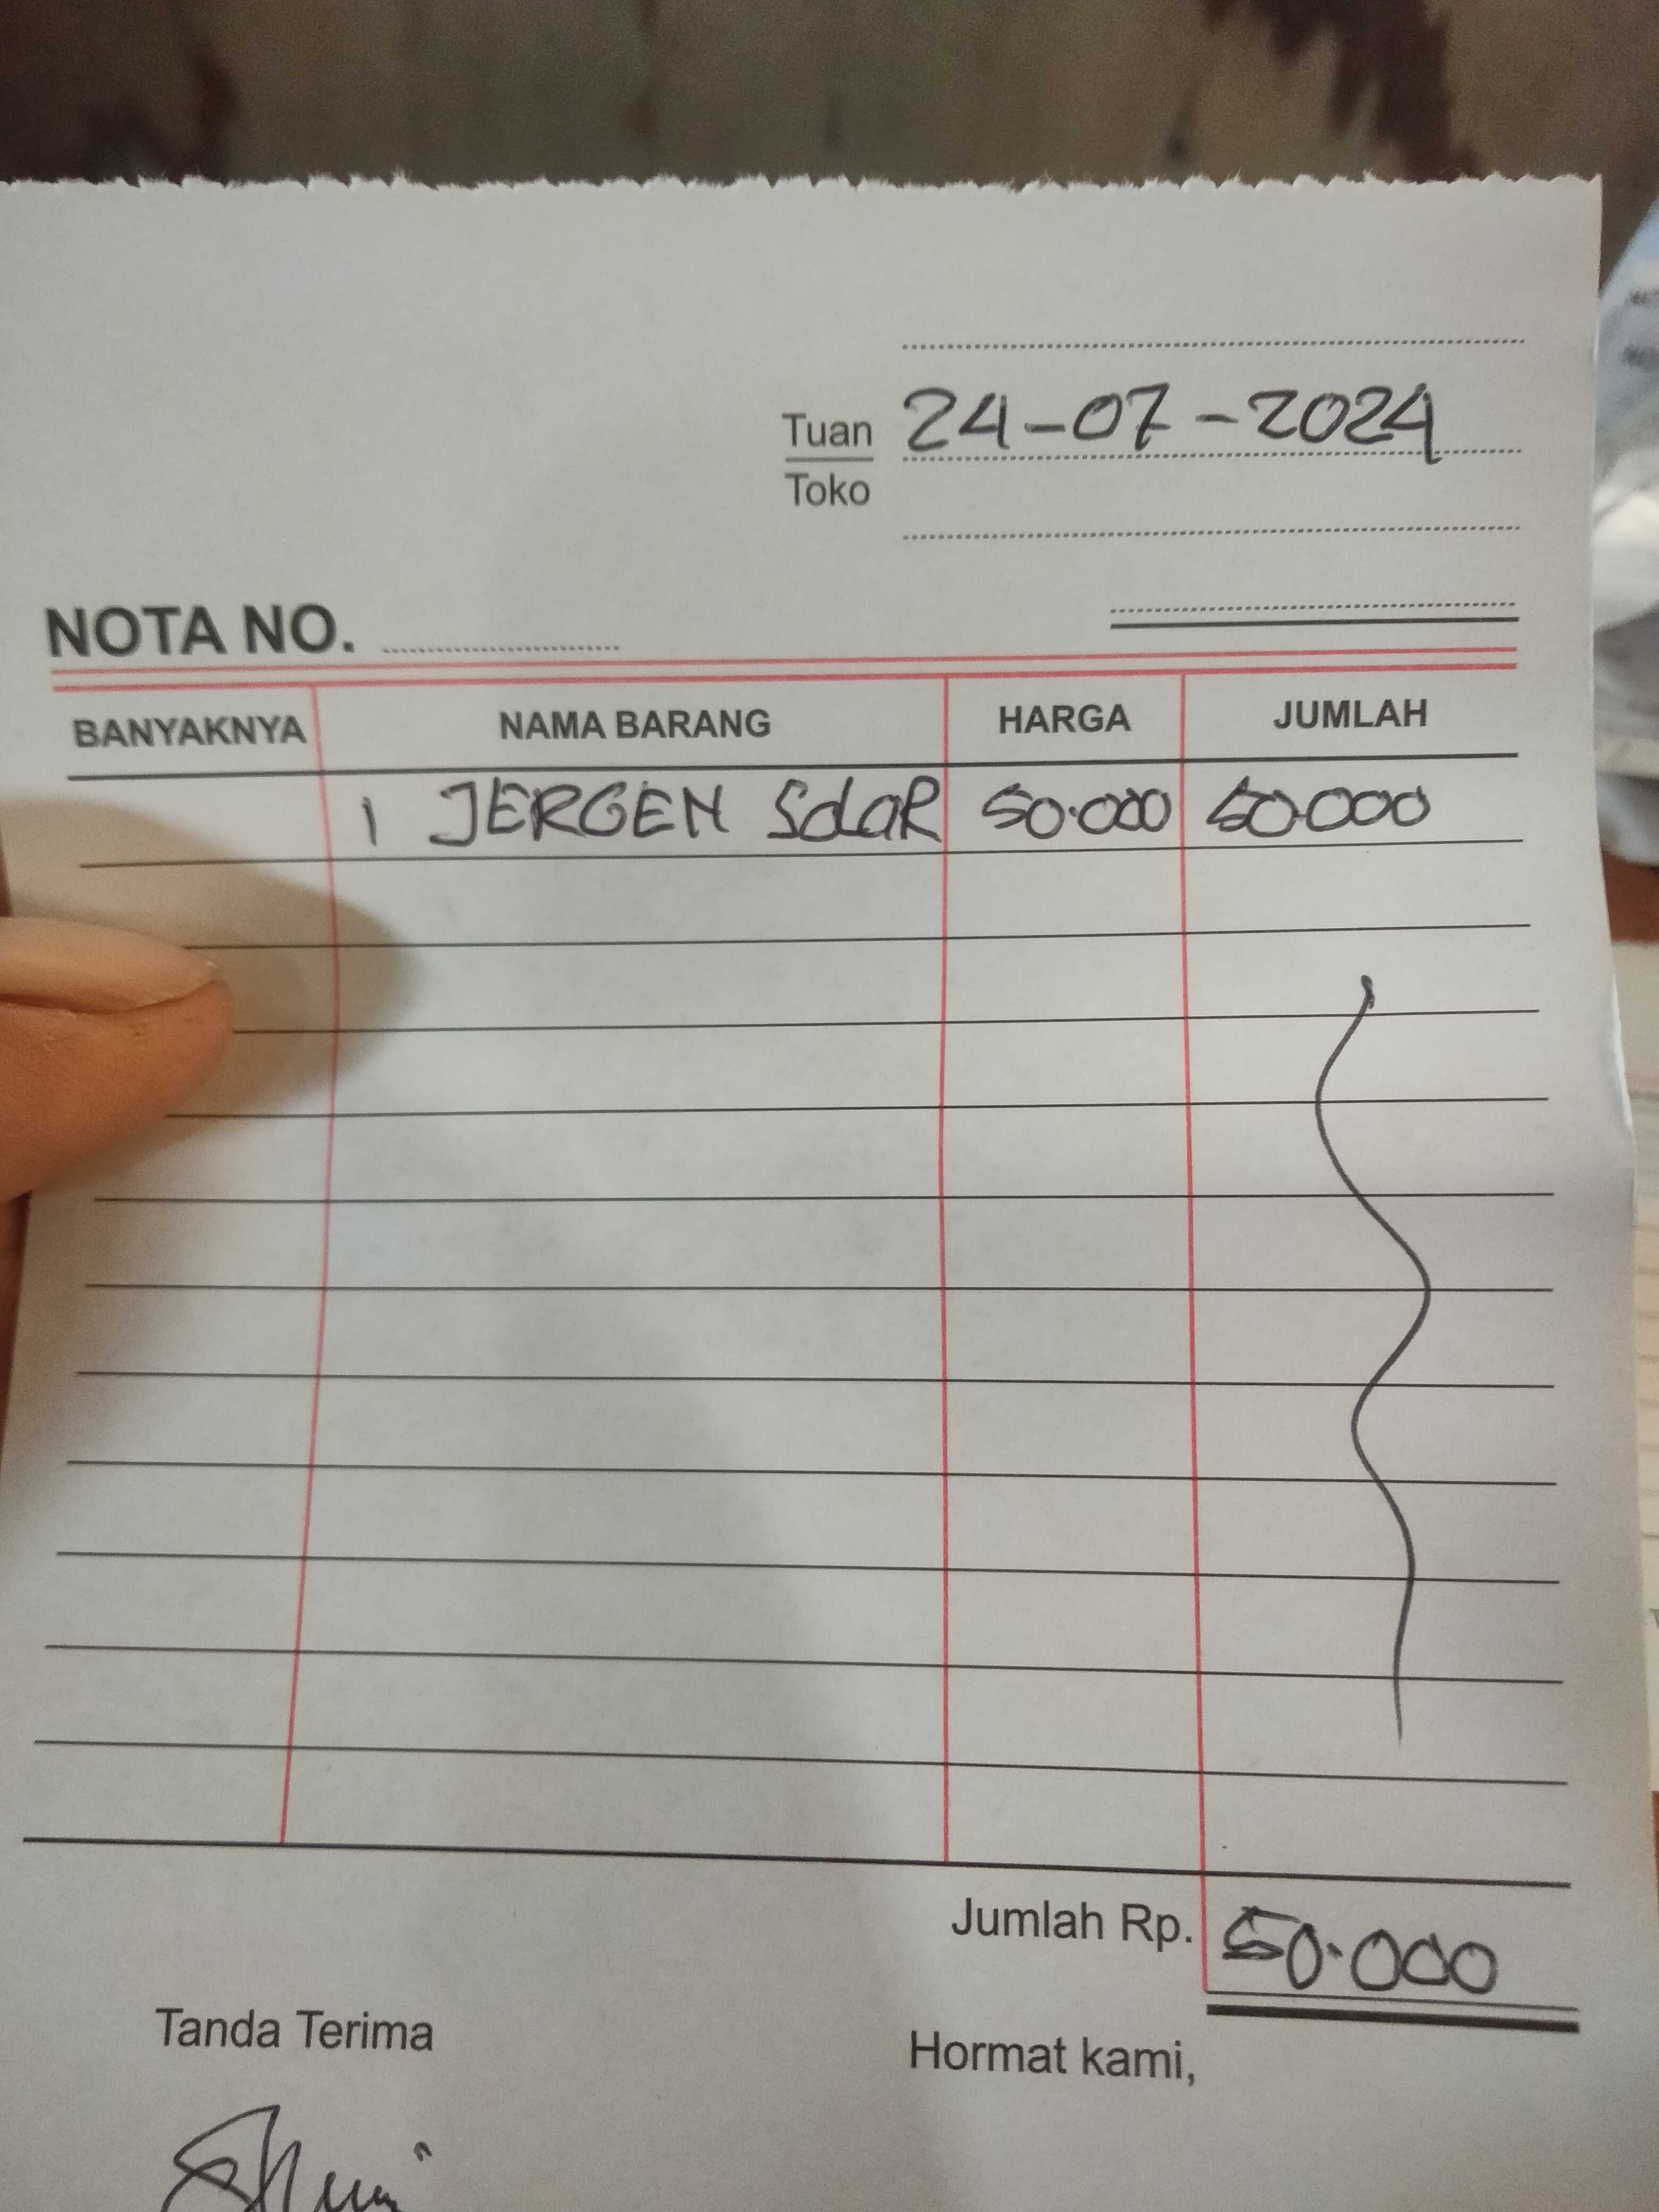 Tuan 24-07-2024
Toko
NOTA NO.
BANYAKNYA NAMA BARANG HARGA JUMLAH
1 JERGEN SolaR 50.000 50.000
Jumlah Rp. 50.000
Tanda Terima Hormat kami,